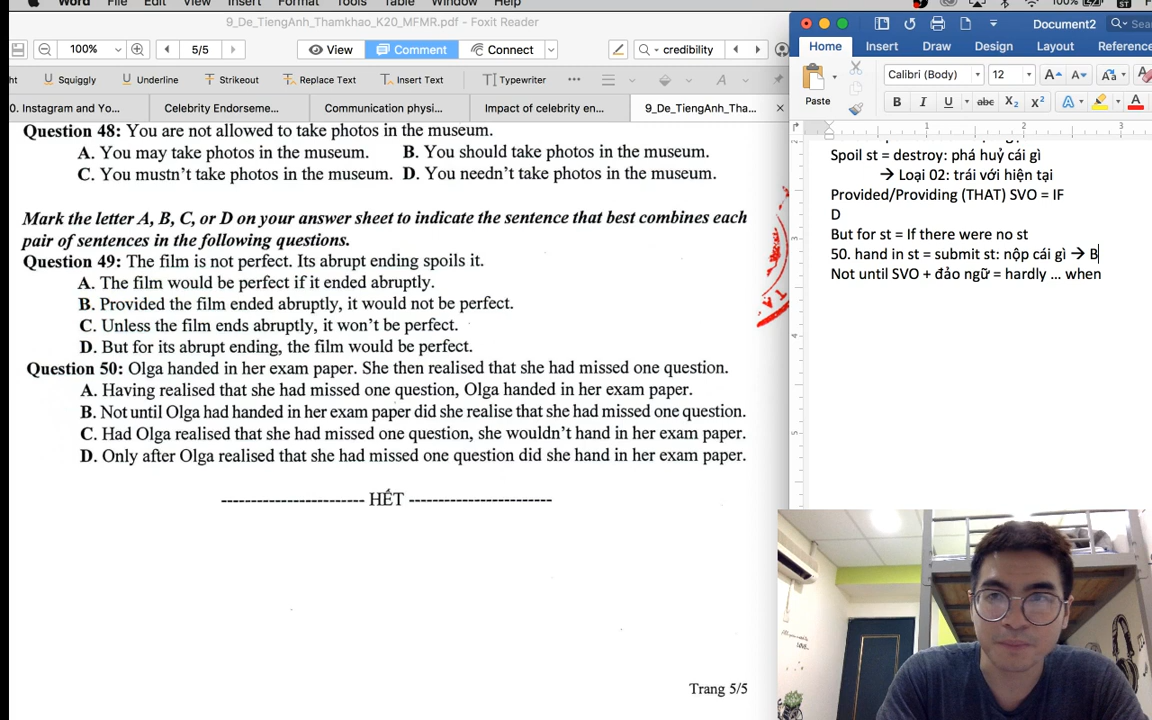 Word File Edit View Insert Format Tools Table Window Help
100%
9_De_TiengAnh_Thamkhao_K20_MFMR.pdf - Foxit Reader
100% 5/5 View Comment Connect credibility
Squiggly Underline Strikeout Replace Text Insert Text Typewriter
0. Instagram and Yo... Celebrity Endorseme... Communication physi... Impact of celebrity en... 9_De_TiengAnh_Tha...
Question 48: You are not allowed to take photos in the museum.
A. You may take photos in the museum. B. You should take photos in the museum.
C. You mustn't take photos in the museum. D. You needn't take photos in the museum.
Mark the letter A, B, C, or D on your answer sheet to indicate the sentence that best combines each
pair of sentences in the following questions.
Question 49: The film is not perfect. Its abrupt ending spoils it.
A. The film would be perfect if it ended abruptly.
B. Provided the film ended abruptly, it would not be perfect.
C. Unless the film ends abruptly, it won't be perfect.
D. But for its abrupt ending, the film would be perfect.
Question 50: Olga handed in her exam paper. She then realised that she had missed one question.
A. Having realised that she had missed one question, Olga handed in her exam paper.
B. Not until Olga had handed in her exam paper did she realise that she had missed one question.
C. Had Olga realised that she had missed one question, she wouldn't hand in her exam paper.
D. Only after Olga realised that she had missed one question did she hand in her exam paper.
------------------------- HẾT -------------------------
Trang 5/5
Document2
Home Insert Draw Design Layout Reference
Paste
Calibri (Body) 12
B I U abc X₂ X²
1 2 3
Spoil st = destroy: phá huỷ cái gì
→ Loại 02: trái với hiện tại
Provided/Providing (THAT) SVO = IF
D
But for st = If there were no st
50. hand in st = submit st: nộp cái gì → B
Not until SVO + đảo ngữ = hardly ... when